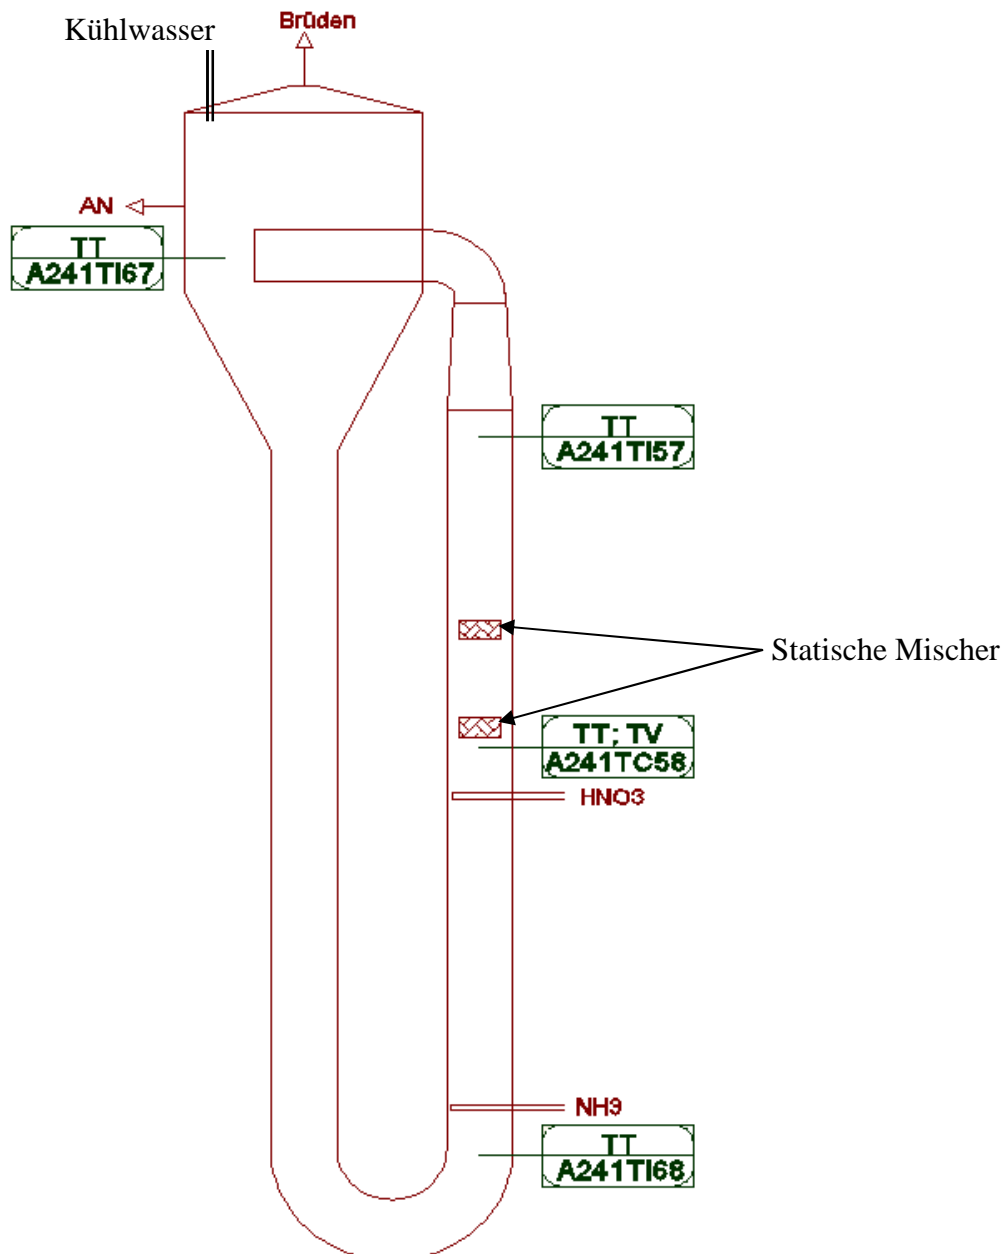 Brüden
Kühlwasser
AN
TT
A241TI67
TT
A241TI57
Statische Mischer
TT; TV
A241TC58
HNO3
NH3
TT
A241TI68